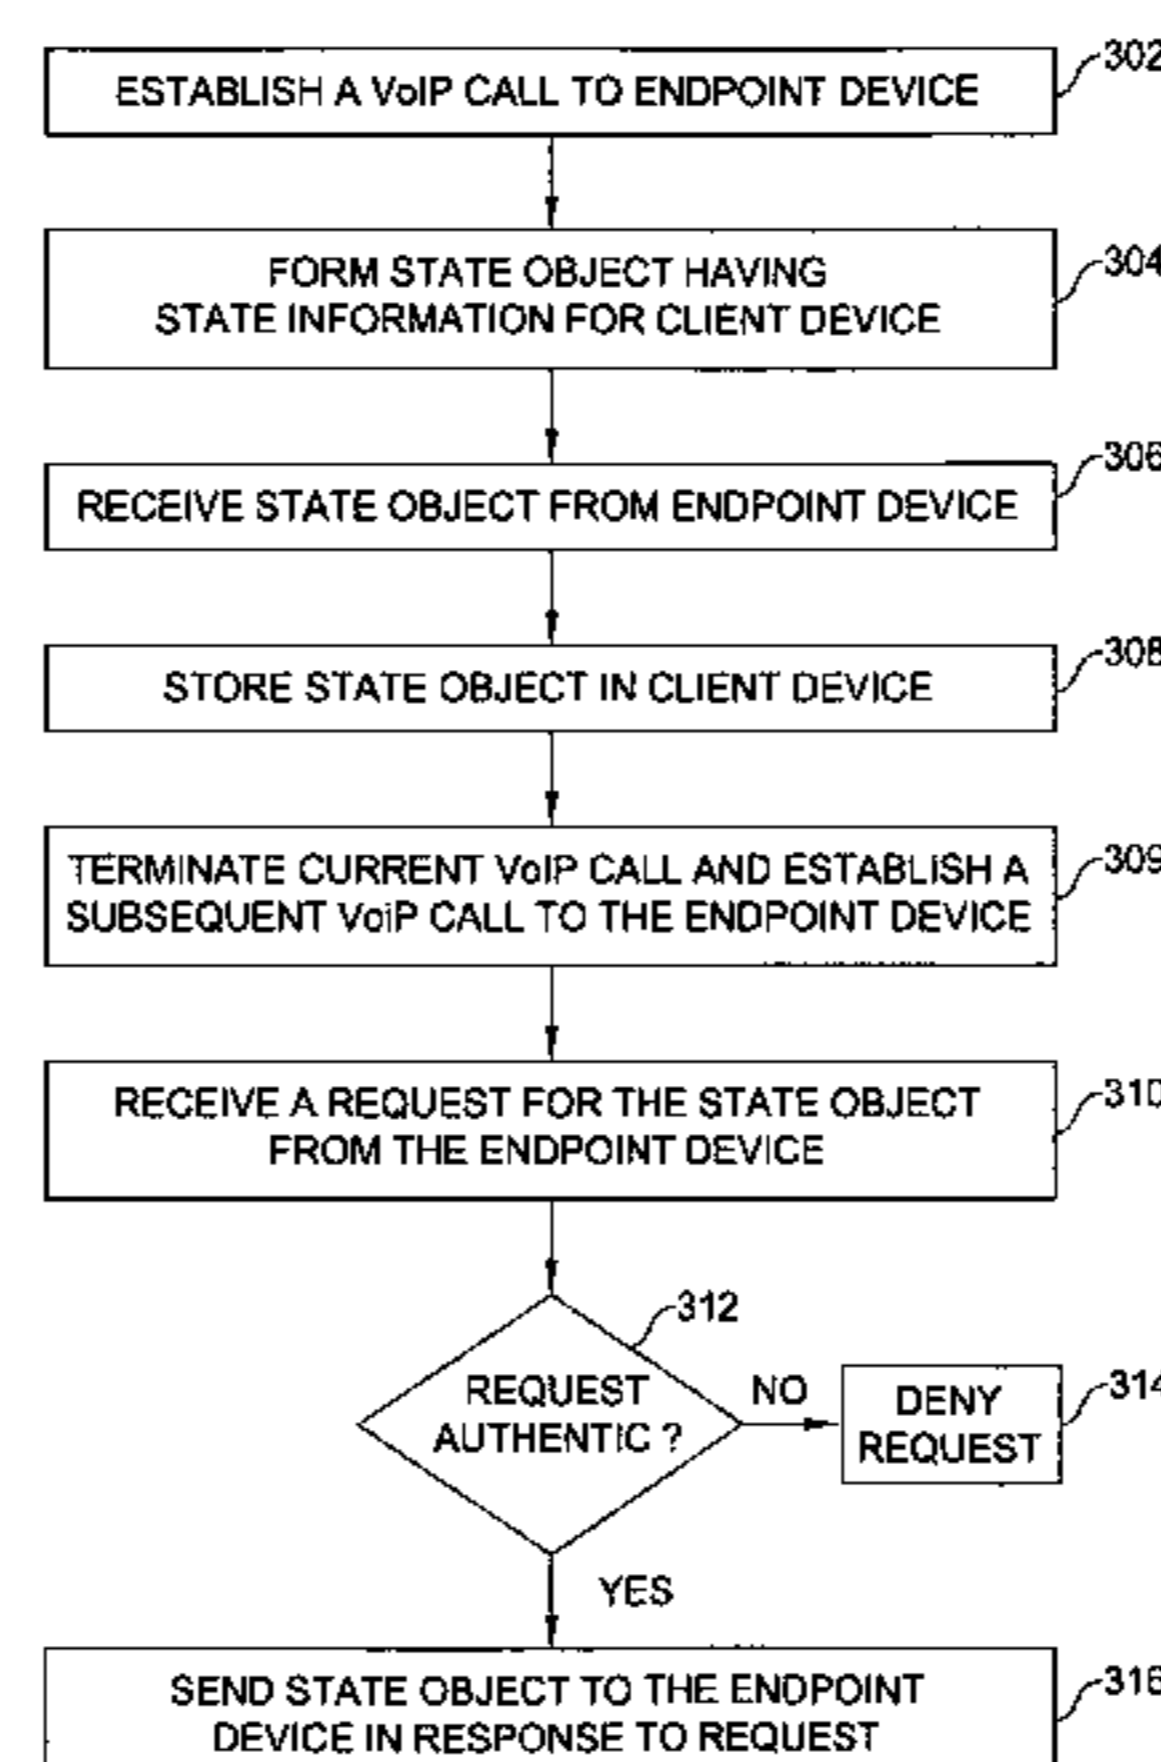 302
ESTABLISH A VoIP CALL TO ENDPOINT DEVICE
304
FORM STATE OBJECT HAVING
STATE INFORMATION FOR CLIENT DEVICE
306
RECEIVE STATE OBJECT FROM ENDPOINT DEVICE
308
STORE STATE OBJECT IN CLIENT DEVICE
309
TERMINATE CURRENT VoIP CALL AND ESTABLISH A
SUBSEQUENT VoiP CALL TO THE ENDPOINT DEVICE
310
RECEIVE A REQUEST FOR THE STATE OBJECT
FROM THE ENDPOINT DEVICE
312
REQUEST
AUTHENTIC ?
NO
314
DENY
REQUEST
YES
316
SEND STATE OBJECT TO THE ENDPOINT
DEVICE IN RESPONSE TO REQUEST